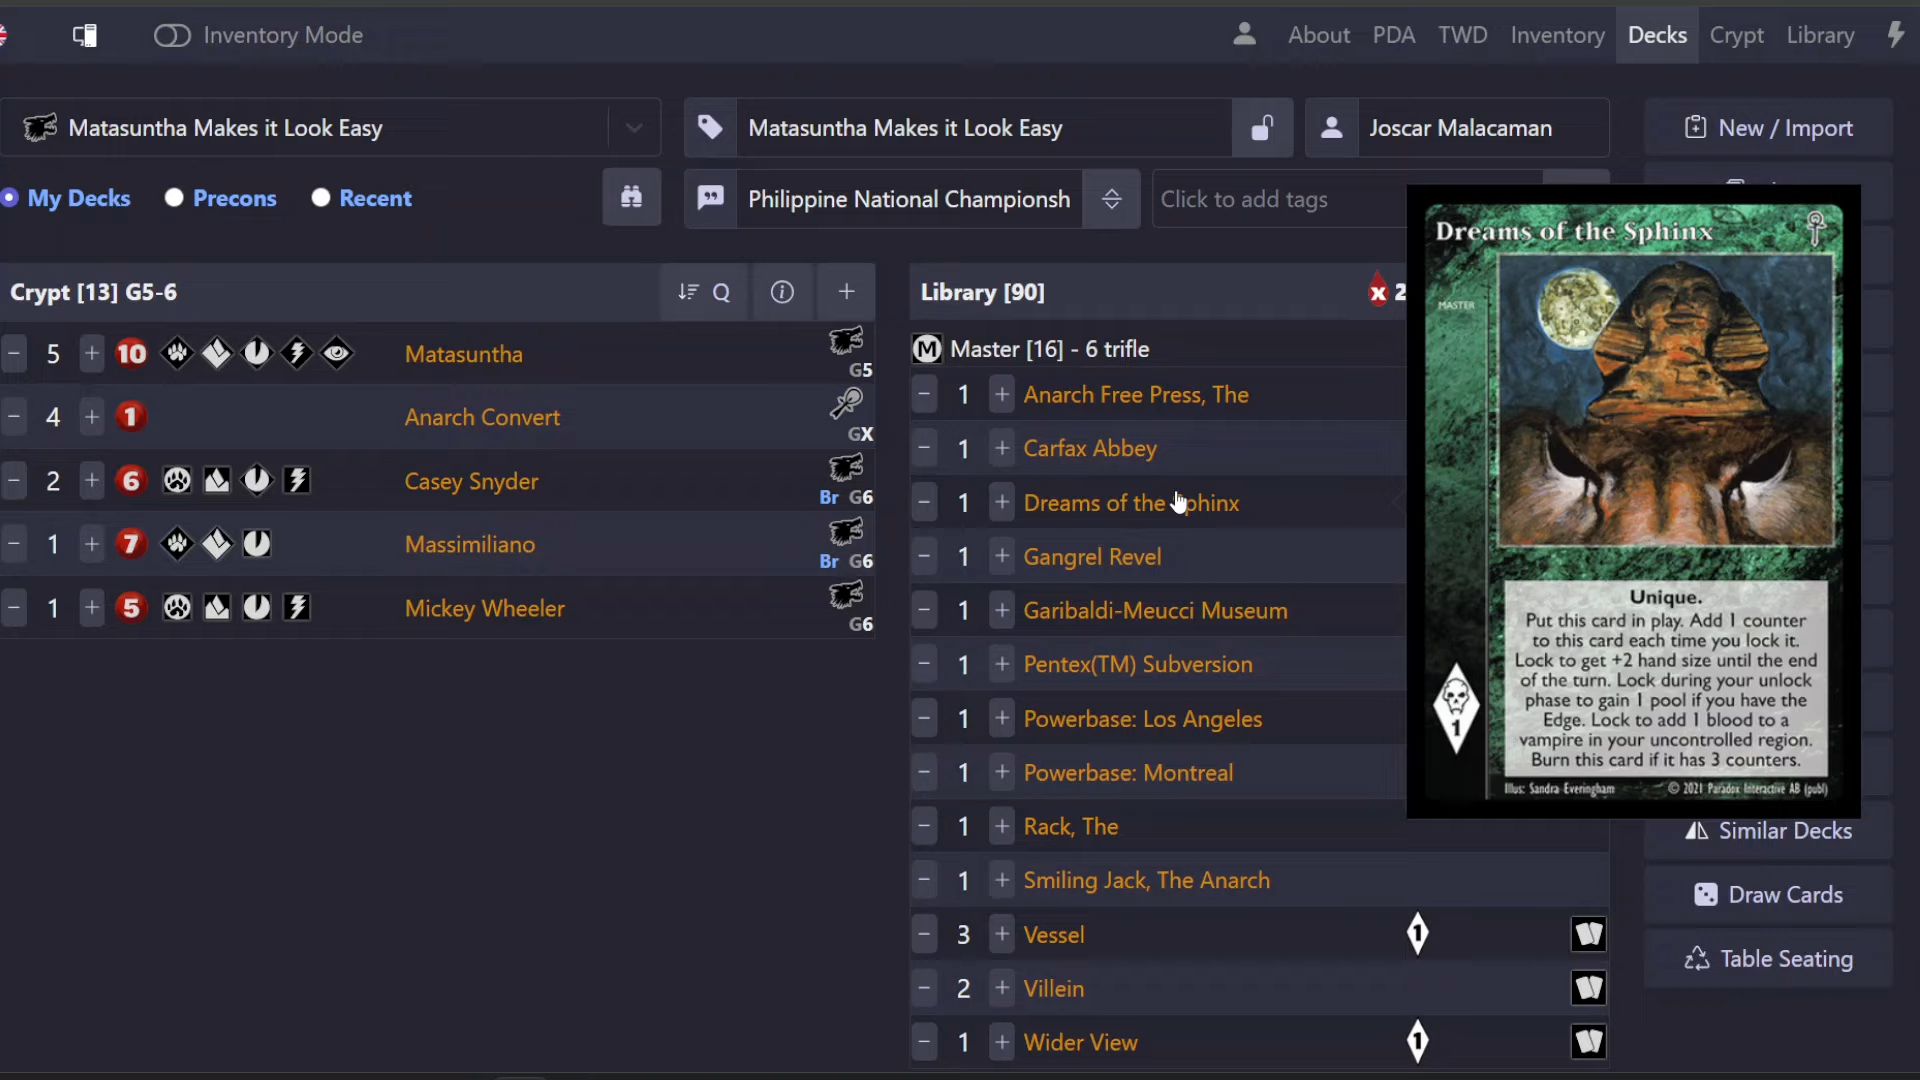 Inventory Mode
About PDA TWD Inventory Decks Crypt Library
Matasuntha Makes it Look Easy
Matasuntha Makes it Look Easy
Joscar Malacaman
New / Import
My Decks Precons Recent
Philippine National Championsh
Click to add tags
Crypt [13] G5-6
Q
5 10 Matasuntha G5
4 1 Anarch Convert GX
2 6 Casey Snyder Br G6
1 7 Massimiliano Br G6
1 5 Mickey Wheeler G6
Library [90]
X 2
M Master [16] - 6 trifle
1 Anarch Free Press, The
1 Carfax Abbey
1 Dreams of the Sphinx
1 Gangrel Revel
1 Garibaldi-Meucci Museum
1 Pentex(TM) Subversion
1 Powerbase: Los Angeles
1 Powerbase: Montreal
1 Rack, The
1 Smiling Jack, The Anarch
3 Vessel 1
2 Villein
1 Wider View 1
Dreams of the Sphinx
MASTER
Unique.
Put this card in play. Add 1 counter
to this card each time you lock it.
Lock to get +2 hand size until the end
of the turn. Lock during your unlock
phase to gain 1 pool if you have the
Edge. Lock to add 1 blood to a
vampire in your uncontrolled region.
Burn this card if it has 3 counters.
1
Illus: Sandra Everingham © 2021 Paradox Interactive AB (publ)
Similar Decks
Draw Cards
Table Seating